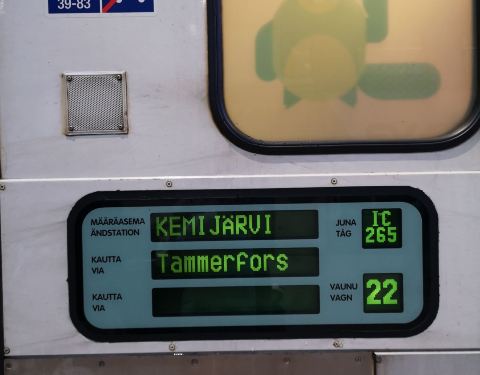 39-83
MÄÄRÄASEMA
ÄNDSTATION
KEMIJÄRVI
JUNA
TÅG
IC
265
KAUTTA
VIA
Tammerfors
KAUTTA
VIA
VAUNU
VAGN
22